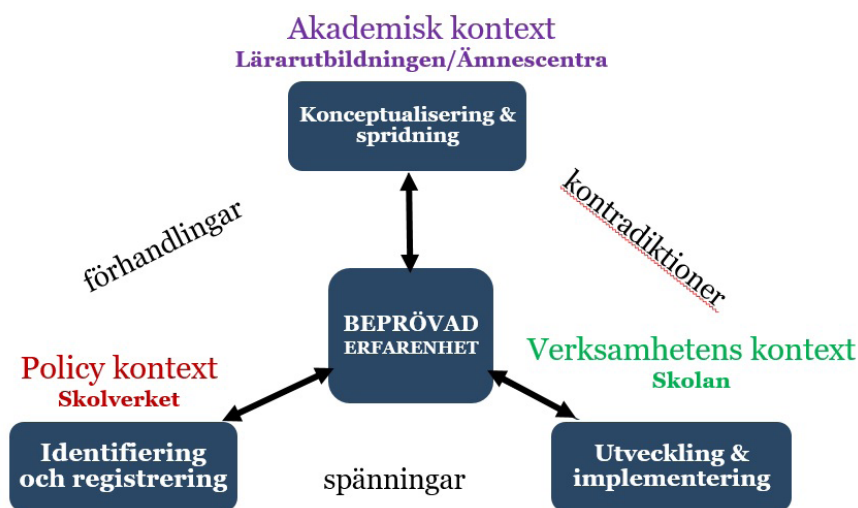 Akademisk kontext
Lärarutbildningen/Ämnescentra
Konceptualisering &
spridning
förhandlingar
kontradiktioner
BEPRÖVAD
ERFARENHET
Policy kontext
Skolverket
Identifiering
och registrering
Verksamhetens kontext
Skolan
Utveckling &
implementering
spänningar